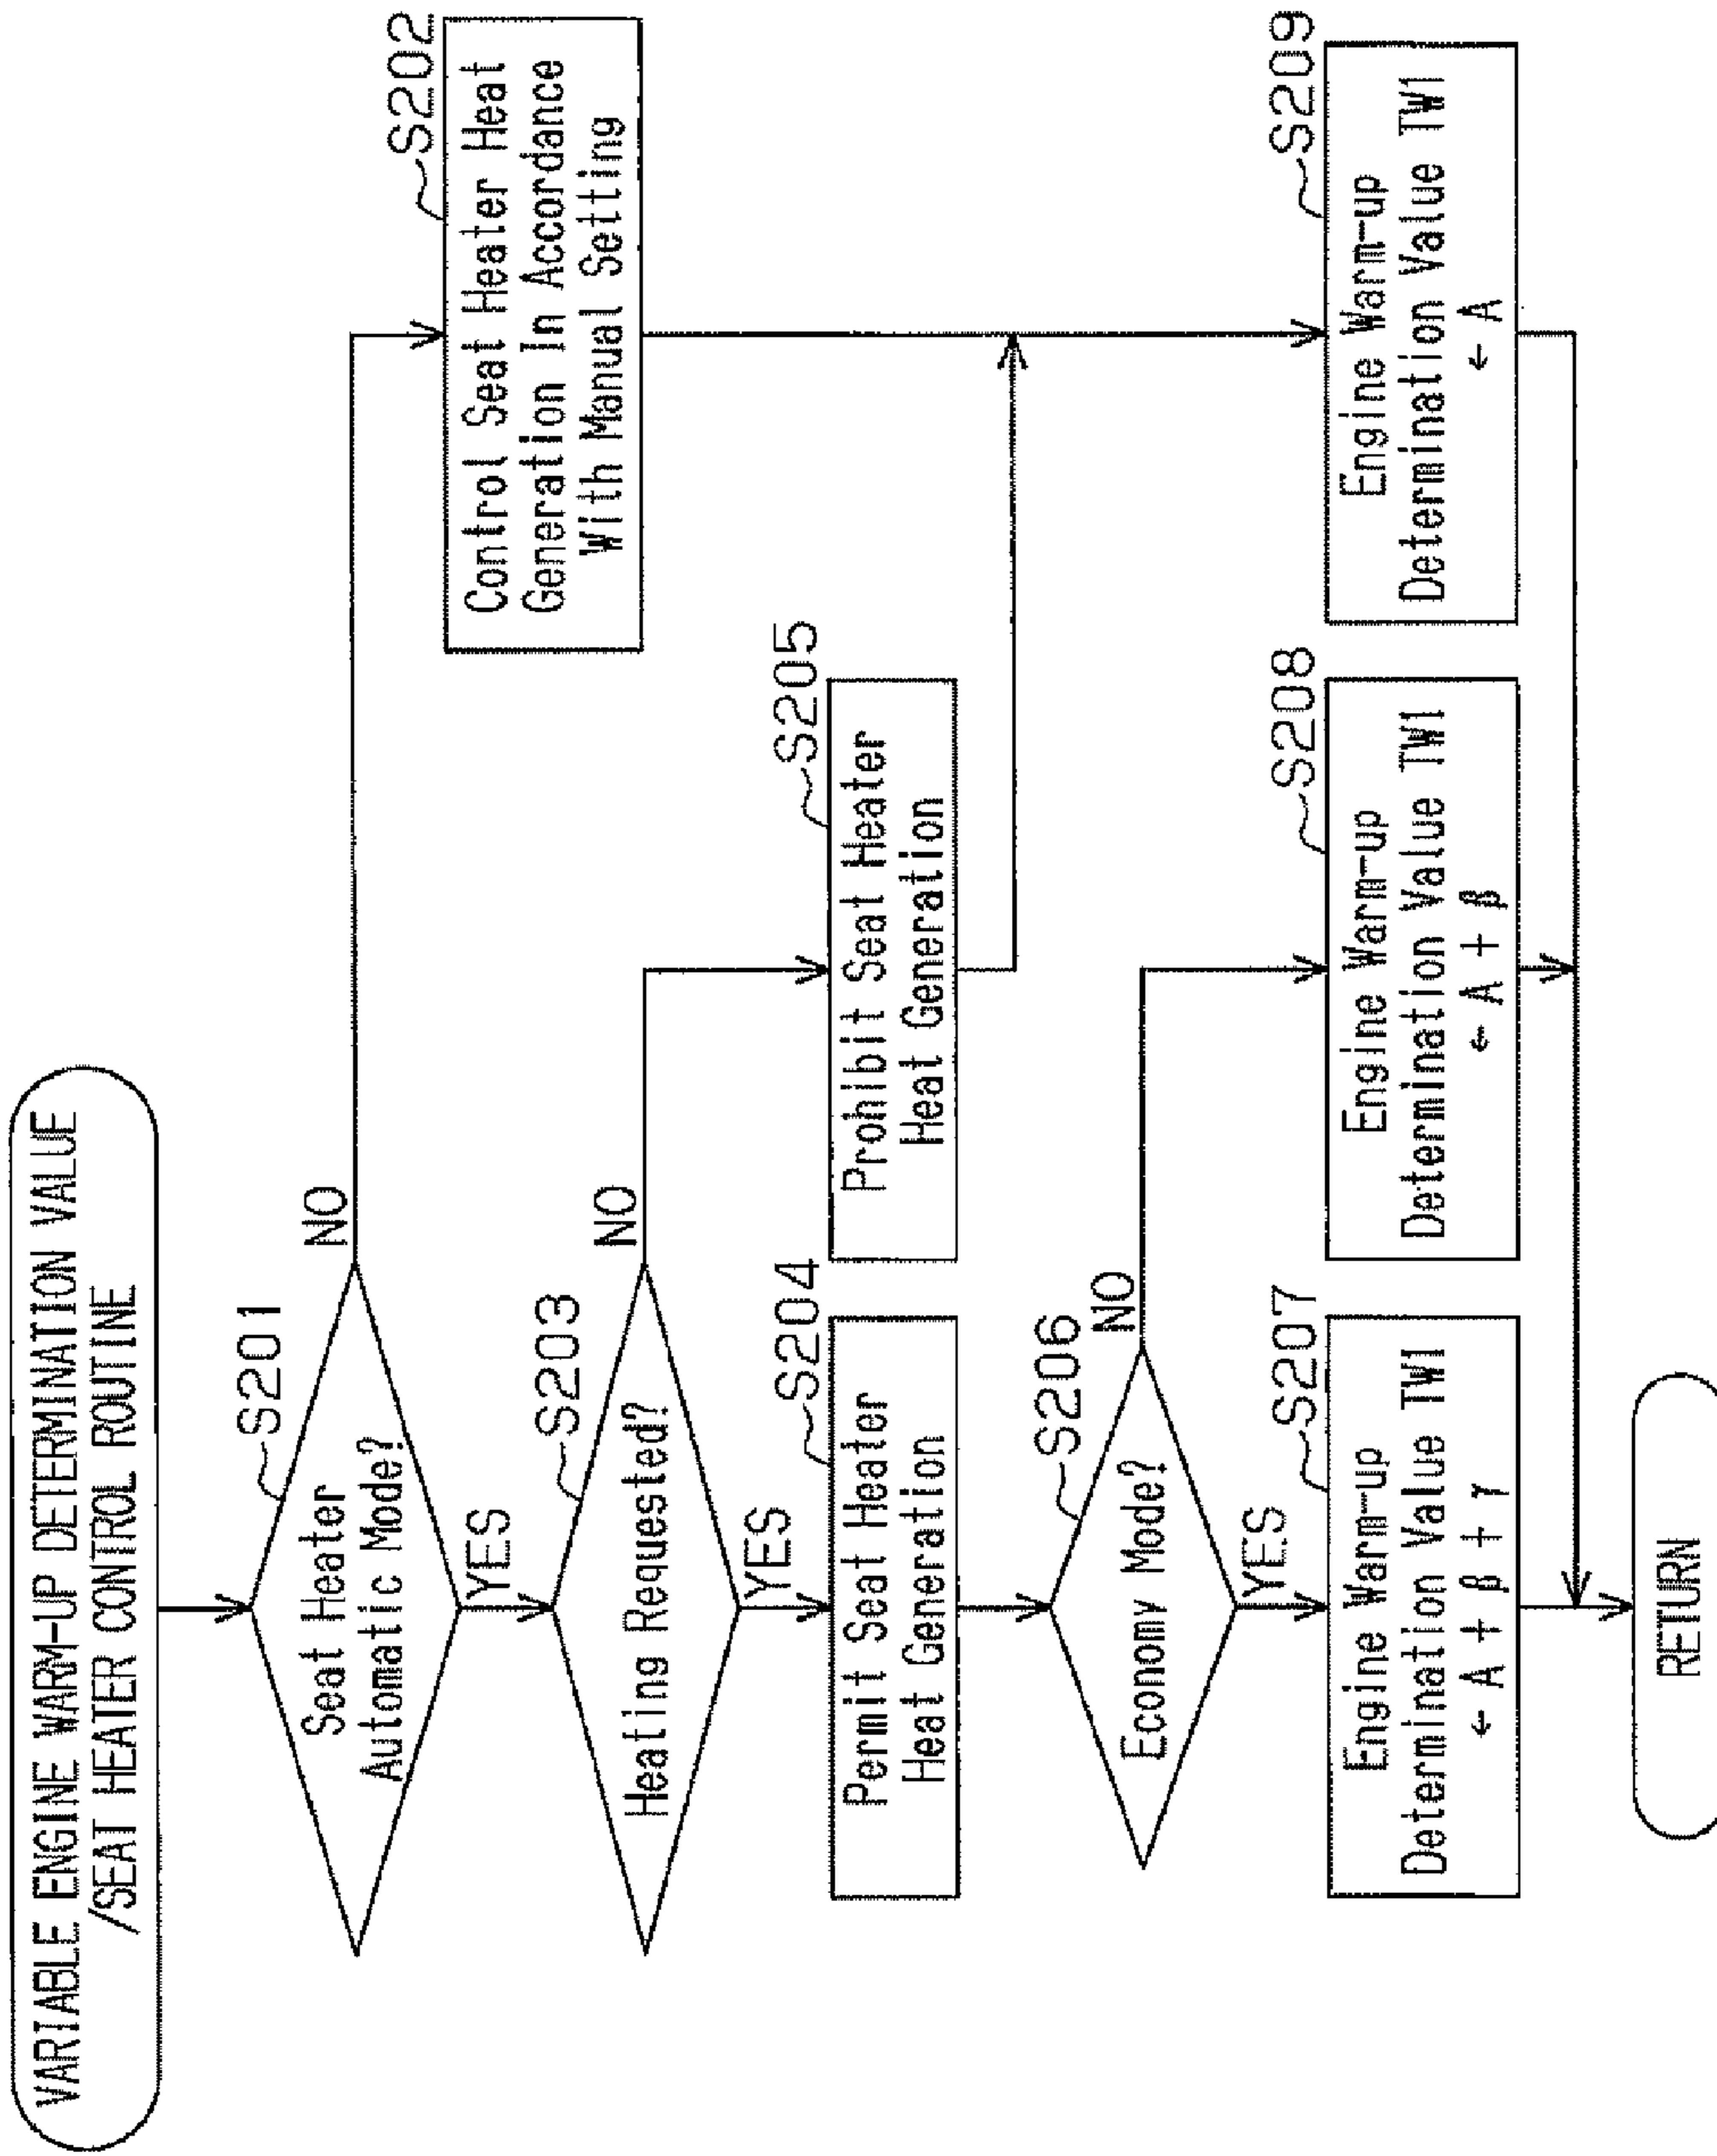 VARIABLE ENGINE WARM-UP DETERMINATION VALUE
/SEAT HEATER CONTROL ROUTINE
S201
Seat Heater
Automatic Mode?
NO
YES
S202
Control Seat Heater Heat
Generation In Accordance
With Manual Setting
S203
Heating Requested?
NO
YES
S204
Permit Seat Heater
Heat Generation
S205
Prohibit Seat Heater
Heat Generation
S206
Economy Mode?
NO
YES
S207
Engine Warm-up
Determination Value TW1
← A + β + γ
S208
Engine Warm-up
Determination Value TW1
← A + β
S209
Engine Warm-up
Determination Value TW1
← A
RETURN